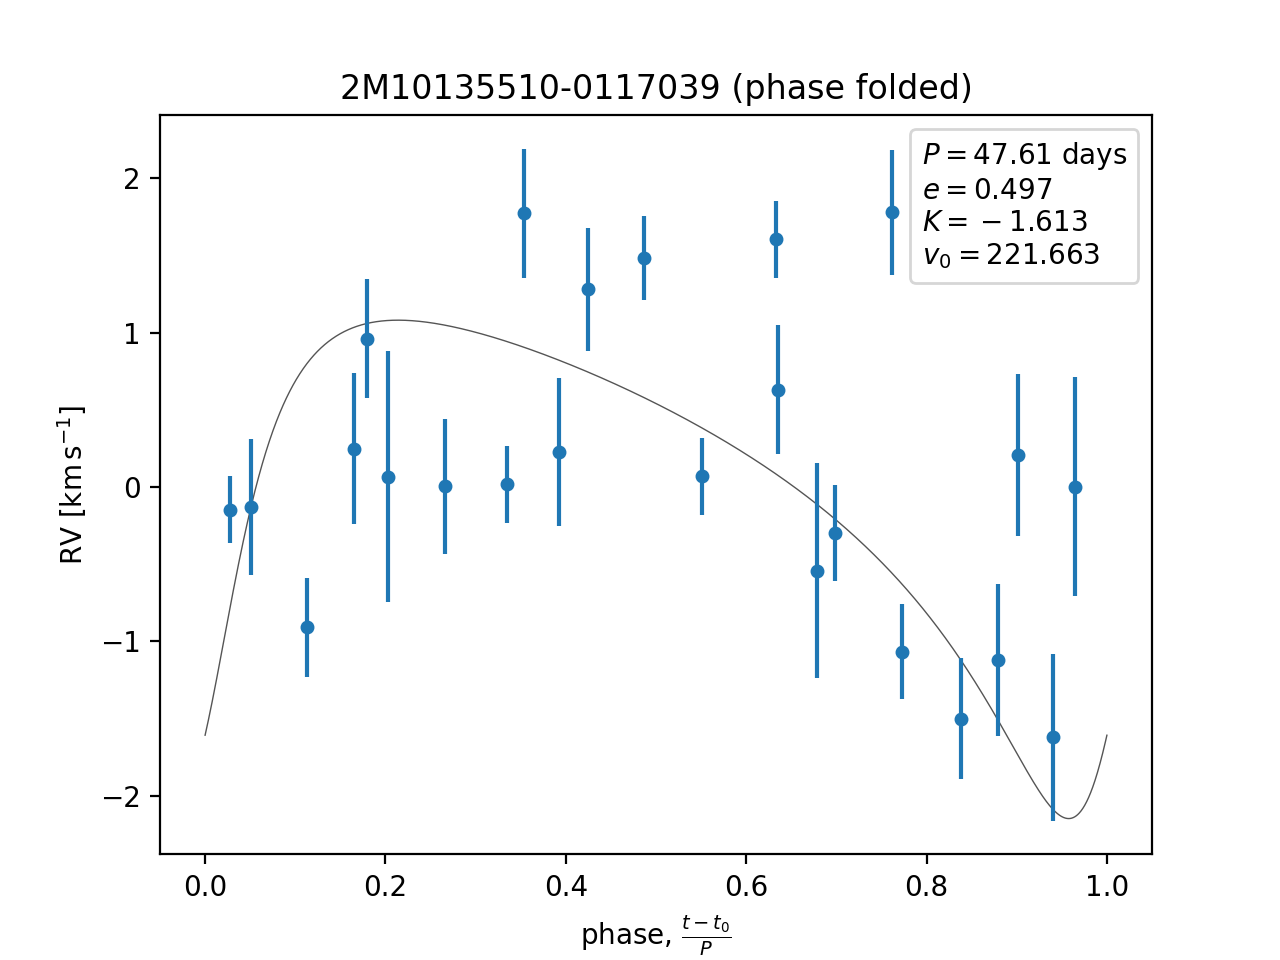 2M10135510-0117039 (phase folded)
P = 47.61 days
e = 0.497
K = −1.613
v₀ = 221.663
RV [km s⁻¹]
2
1
0
−1
−2
0.0 0.2 0.4 0.6 0.8 1.0
phase, (t − t₀)/P